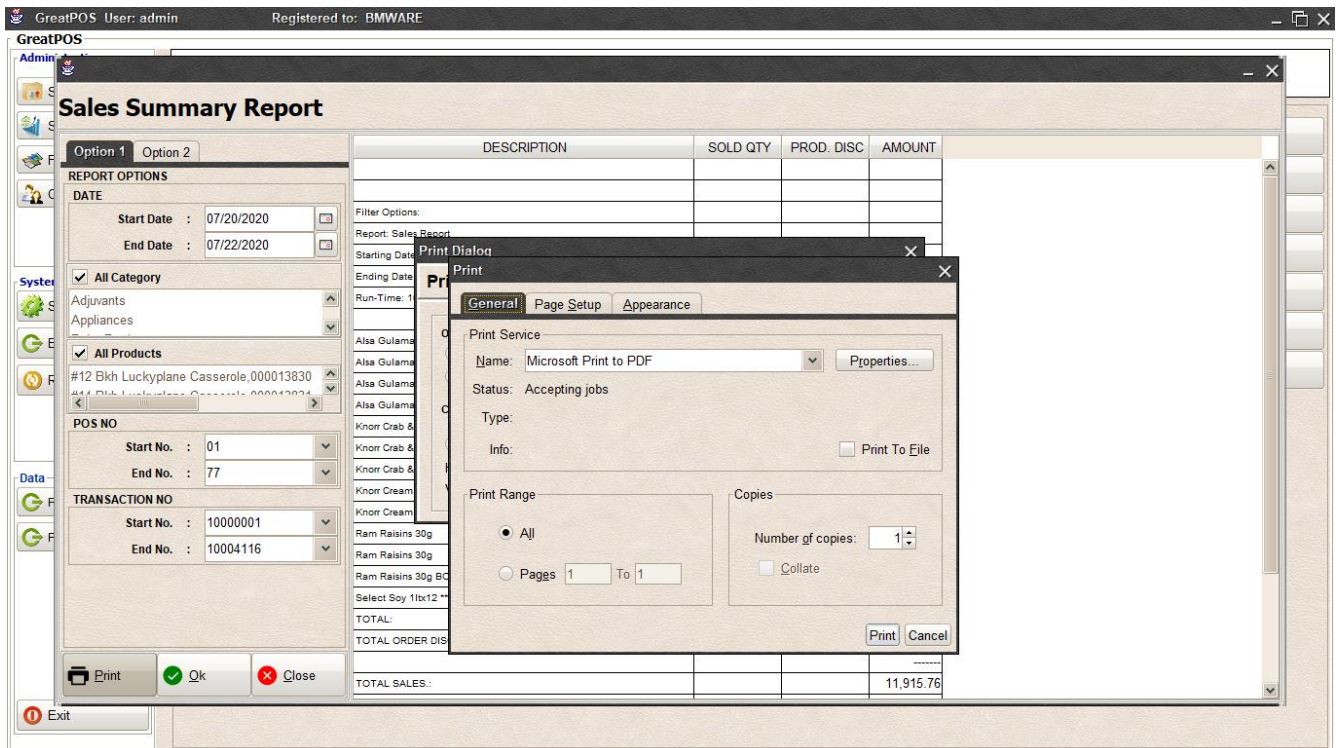 GreatPOS User: admin Registered to: BMWARE
GreatPOS
Sales Summary Report
Option 1 Option 2
REPORT OPTIONS
DATE
Start Date : 07/20/2020
End Date : 07/22/2020
All Category
Adjuvants
Appliances
All Products
#12 Bkh Luckyplane Casserole,000013830
POS NO
Start No. : 01
End No. : 77
TRANSACTION NO
Start No. : 10000001
End No. : 10004116
Print Ok Close
Data
Exit
DESCRIPTION SOLD QTY PROD. DISC AMOUNT
Filter Options:
Report: Sales Report
Starting Date
Ending Date
Run-Time:
Alsa Gulama
Alsa Gulama
Alsa Gulama
Alsa Gulama
Knorr Crab &
Knorr Crab &
Knorr Crab &
Knorr Cream
Knorr Cream
Ram Raisins 30g
Ram Raisins 30g
Ram Raisins 30g BO
Select Soy 1ltx12 **
TOTAL:
TOTAL ORDER DIS
-------
TOTAL SALES.: 11,915.76
Print Dialog
Print
General Page Setup Appearance
Print Service
Name: Microsoft Print to PDF Properties...
Status: Accepting jobs
Type:
Info: Print To File
Print Range
All
Pages 1 To 1
Copies
Number of copies: 1
Collate
Print Cancel